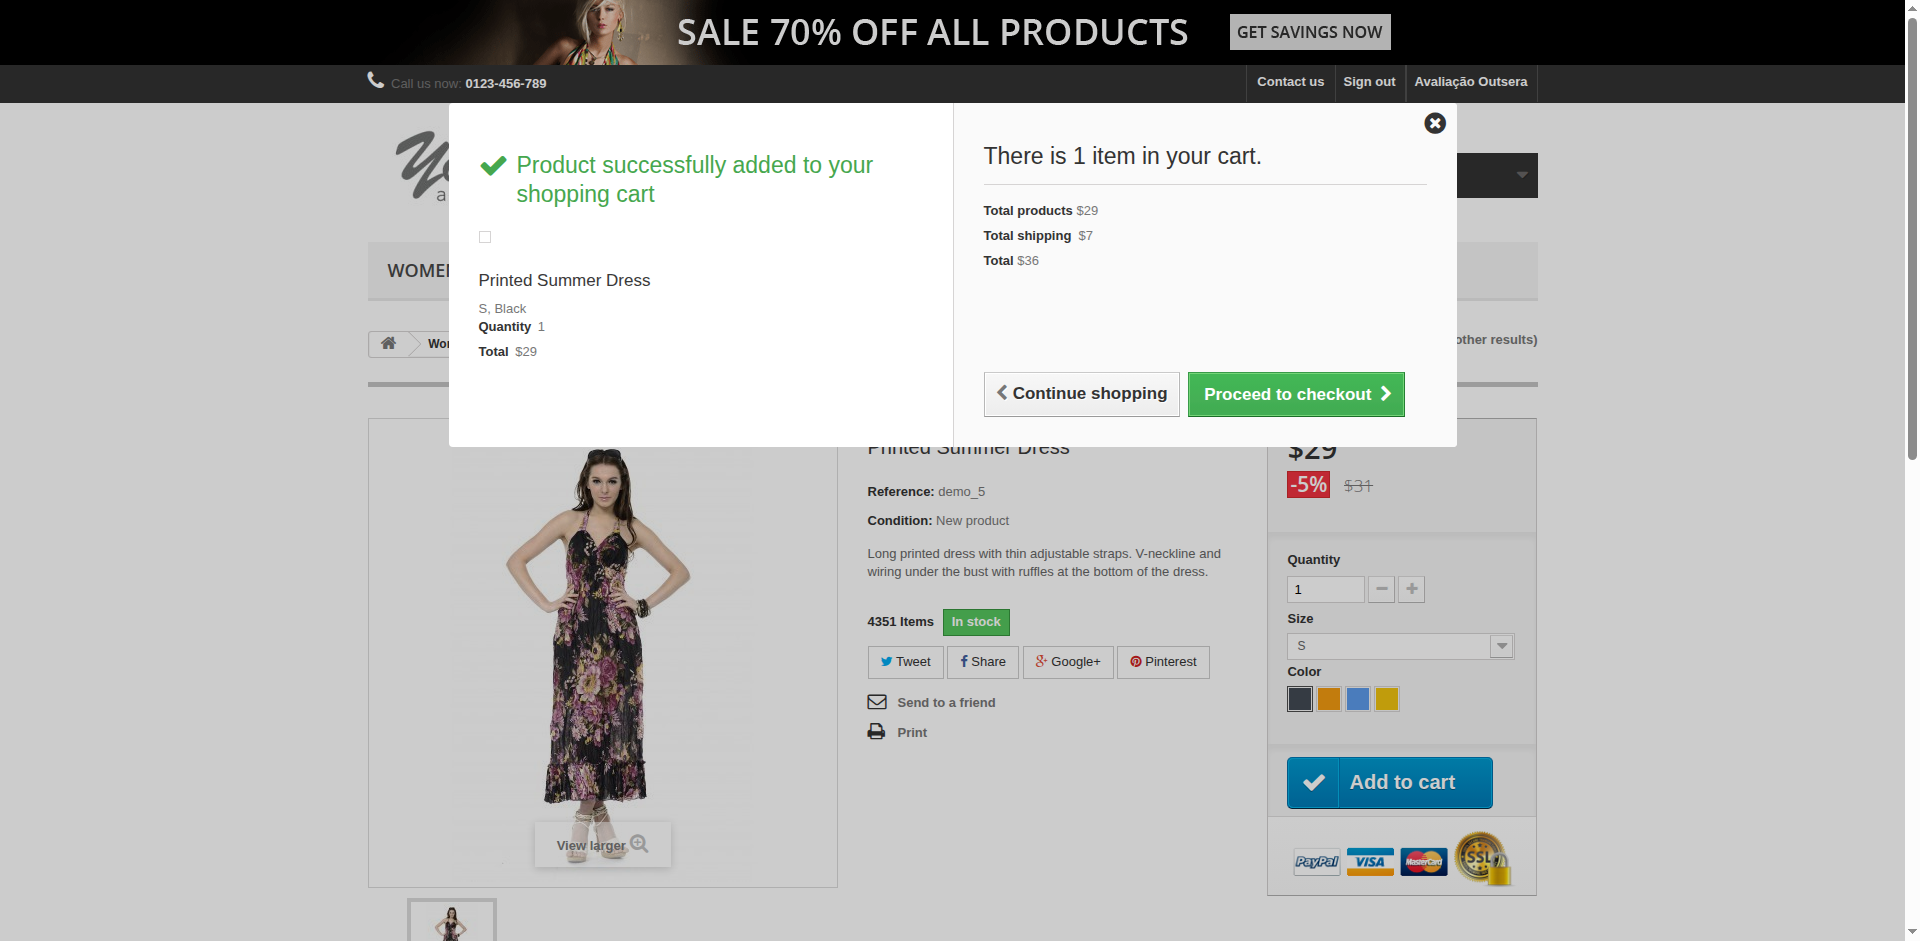 SALE 70% OFF ALL PRODUCTS
GET SAVINGS NOW
Call us now: 0123-456-789
Contact us
Sign out
Avaliação Outsera
Product successfully added to your
shopping cart
Printed Summer Dress
S, Black
Quantity 1
Total $29
There is 1 item in your cart.
Total products $29
Total shipping $7
Total $36
Continue shopping
Proceed to checkout
other results)
Printed Summer Dress
Reference: demo_5
Condition: New product
Long printed dress with thin adjustable straps. V-neckline and
wiring under the bust with ruffles at the bottom of the dress.
4351 Items In stock
Tweet
Share
Google+
Pinterest
Send to a friend
Print
View larger
$29
-5% $31
Quantity
1
Size
S
Color
Add to cart
PayPal VISA MasterCard SSL